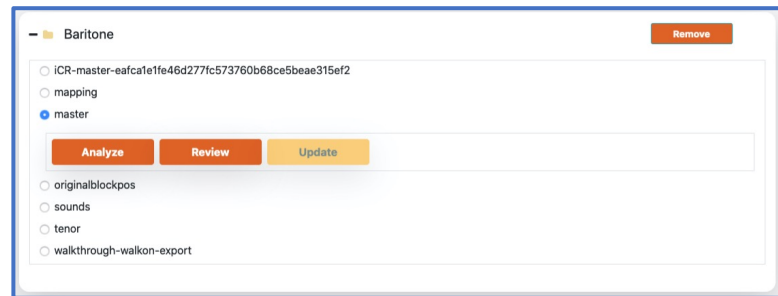 Baritone
Remove
iCR-master-eafca1e1fe46d277fc573760b68ce5beae315ef2
mapping
master
Analyze Review Update
originalblockpos
sounds
tenor
walkthrough-walkon-export